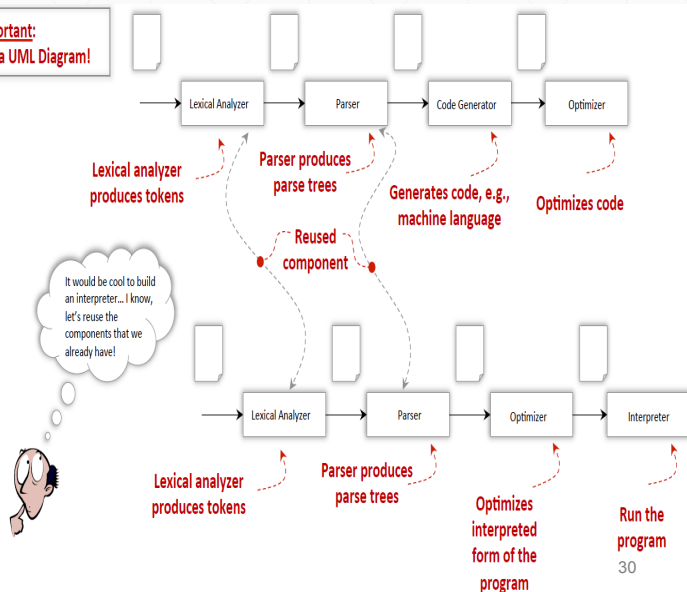 ortant:
a UML Diagram!
Lexical Analyzer
Parser
Code Generator
Optimizer
Lexical analyzer
produces tokens
Parser produces
parse trees
Generates code, e.g.,
machine language
Optimizes code
Reused
component
It would be cool to build
an interpreter... I know,
let's reuse the
components that we
already have!
Lexical Analyzer
Parser
Optimizer
Interpreter
Lexical analyzer
produces tokens
Parser produces
parse trees
Optimizes
interpreted
form of the
program
Run the
program
30